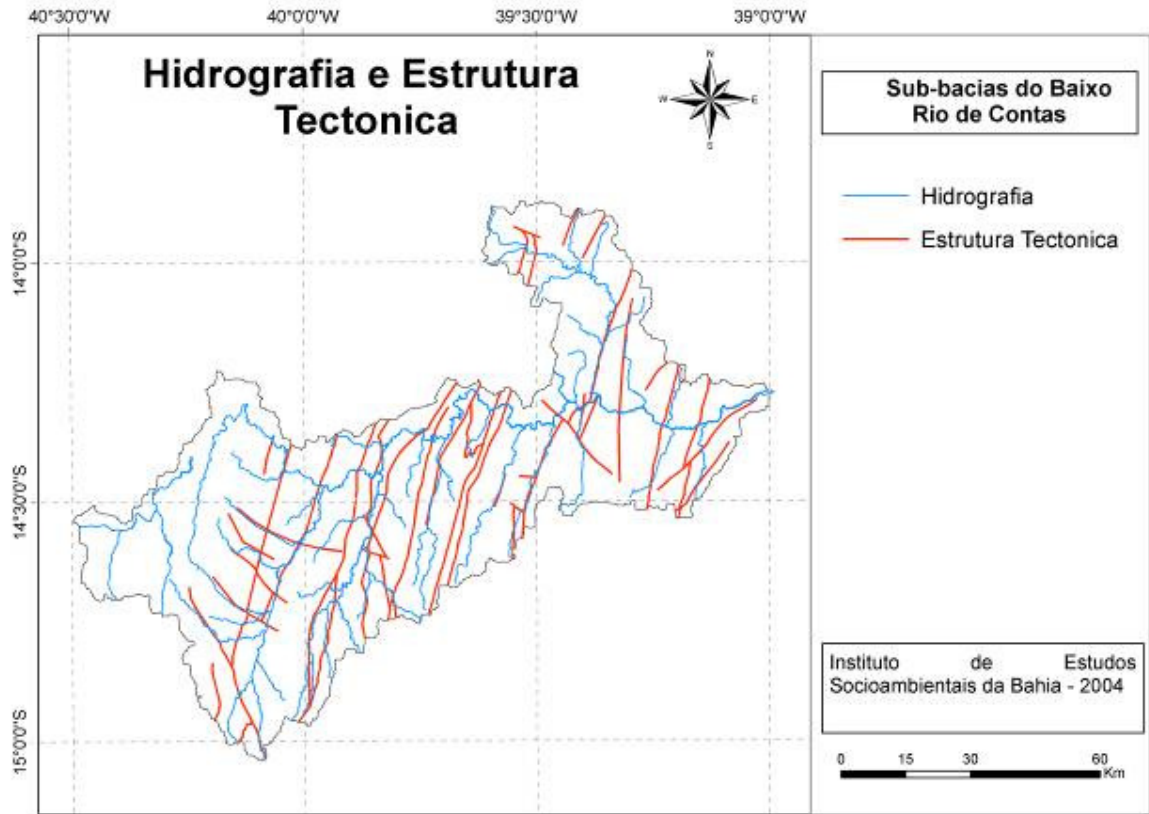 40°30'0"W
40°0'0"W
39°30'0"W
39°0'0"W
Hidrografia e Estrutura
Tectonica
N
W
E
S
14°0'0"S
14°30'0"S
15°0'0"S
Sub-bacias do Baixo
Rio de Contas
Hidrografia
Estrutura Tectonica
Instituto de Estudos
Socioambientais da Bahia - 2004
0 15 30 60
Km